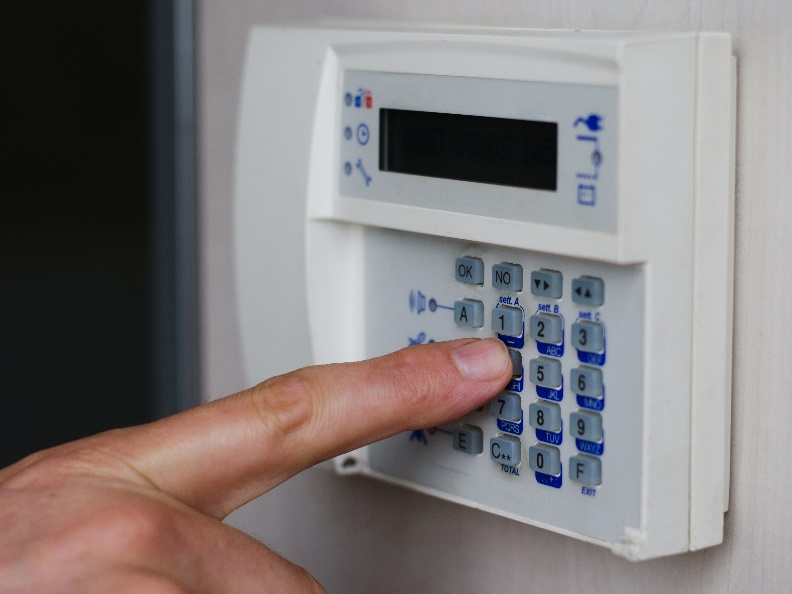 OK NO ▼▶ ◀▲
sett. A sett. B sett. C
A 1 2 3
ABC DEF
5 6
JKL MNO
7 8 9
PQRS TUV WXYZ
E C** 0 F
TOTAL EXIT